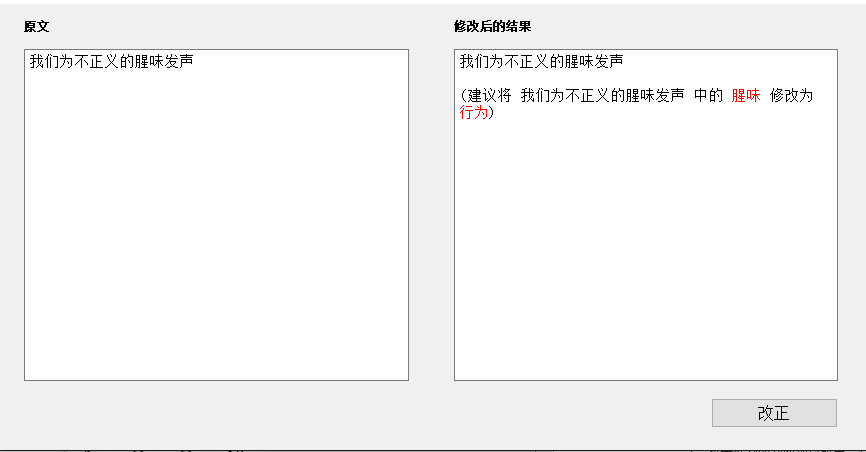 原文
我们为不正义的腥味发声
修改后的结果
我们为不正义的腥味发声
(建议将 我们为不正义的腥味发声 中的 腥味 修改为
行为)
改正